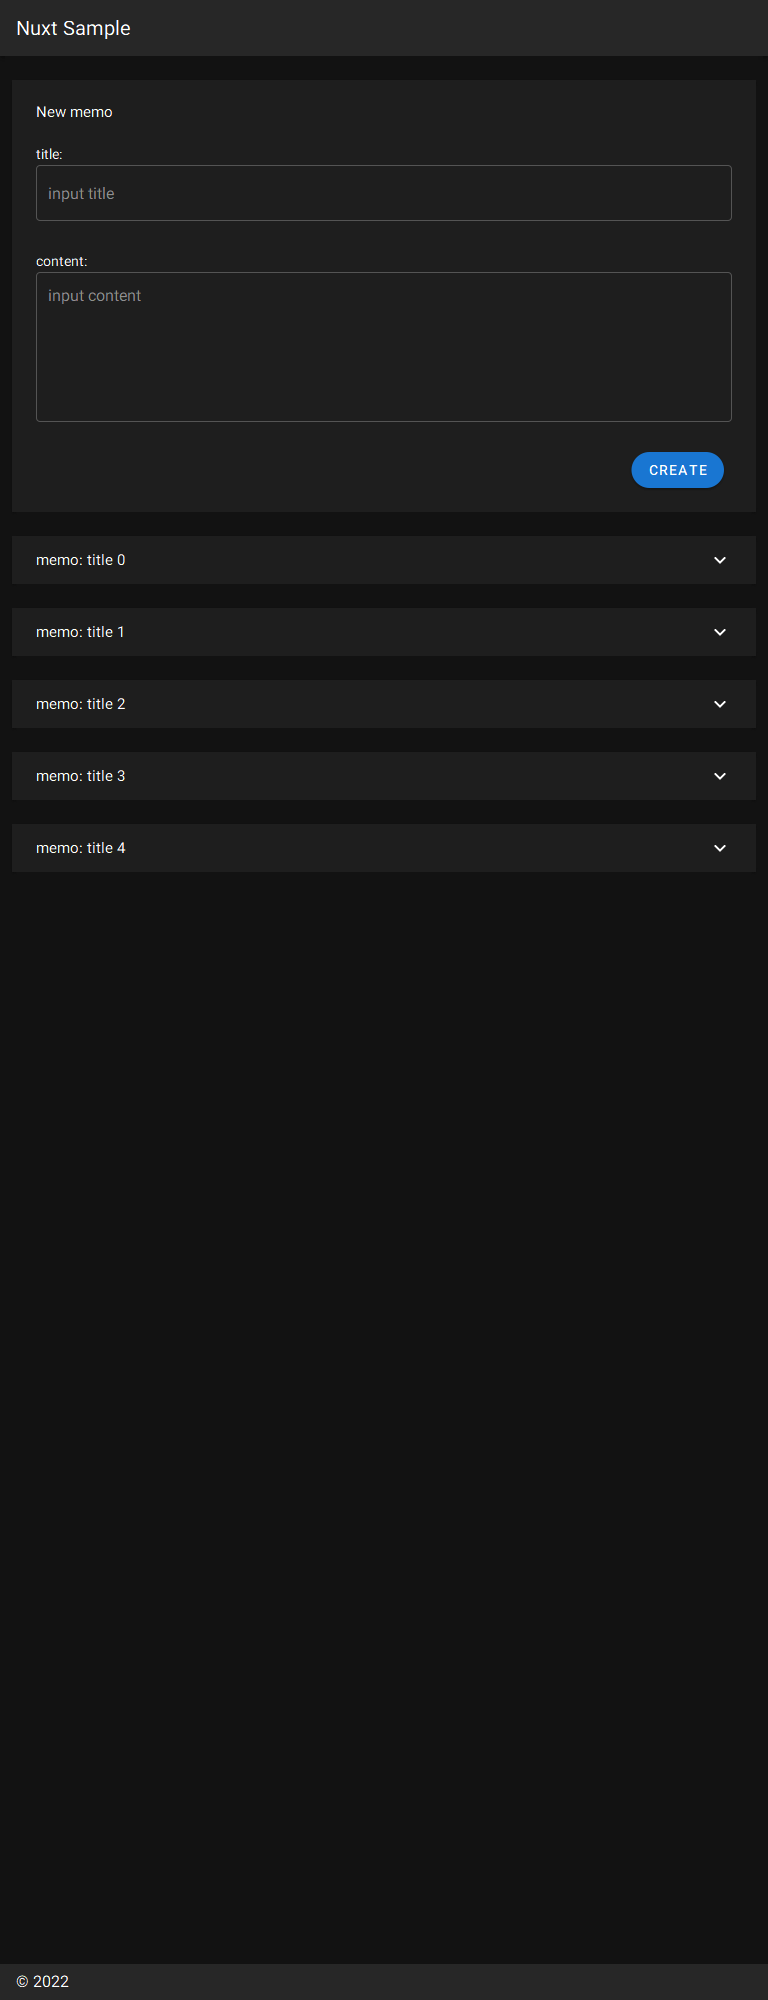 Nuxt Sample
New memo
title:
input title
content:
input content
CREATE
memo: title 0
memo: title 1
memo: title 2
memo: title 3
memo: title 4
© 2022